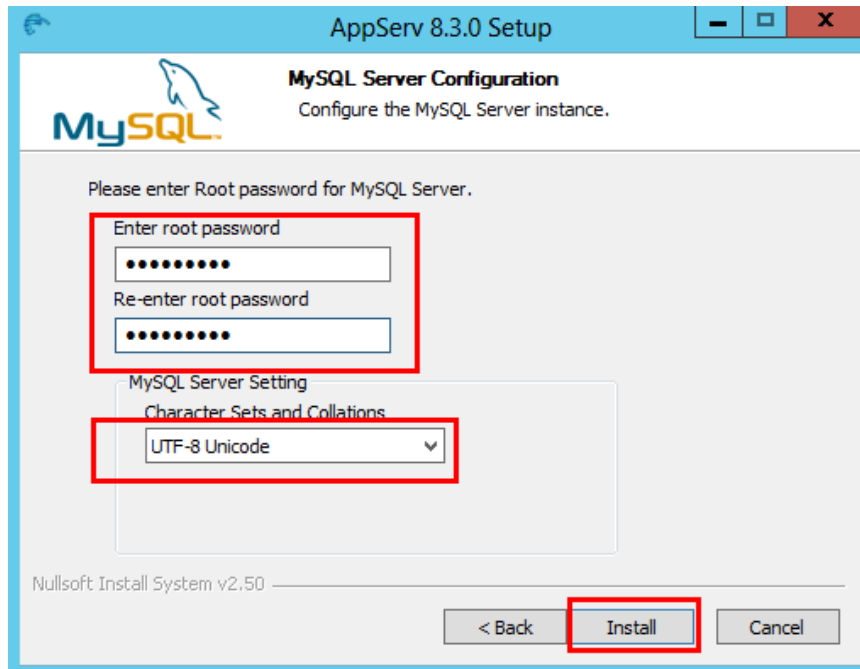 AppServ 8.3.0 Setup
MySQL Server Configuration
Configure the MySQL Server instance.
MySQL
Please enter Root password for MySQL Server.
Enter root password
•••••••••
Re-enter root password
•••••••••
MySQL Server Setting
Character Sets and Collations
UTF-8 Unicode
Nullsoft Install System v2.50
< Back Install Cancel